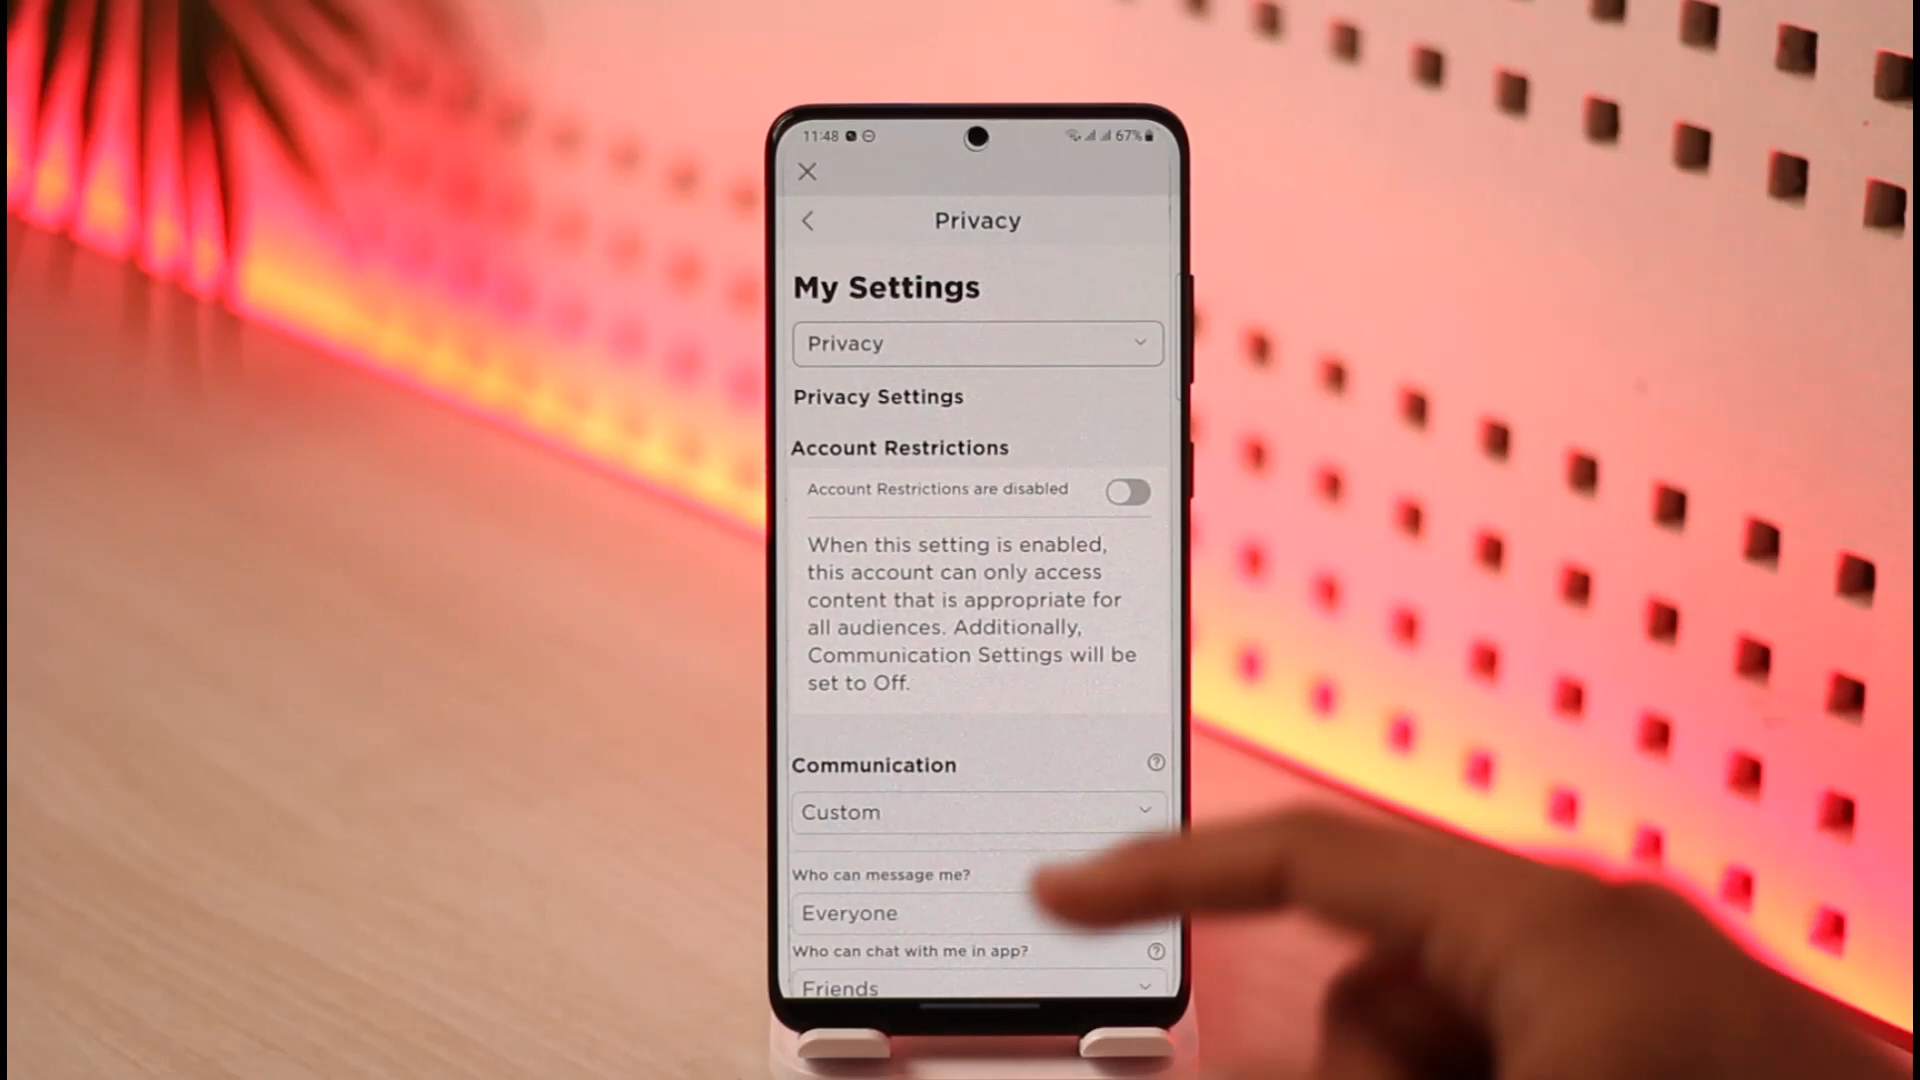 11:48 67%
Privacy
My Settings
Privacy
Privacy Settings
Account Restrictions
Account Restrictions are disabled
When this setting is enabled,
this account can only access
content that is appropriate for
all audiences. Additionally,
Communication Settings will be
set to Off.
Communication
Custom
Who can message me?
Everyone
Who can chat with me in app?
Friends